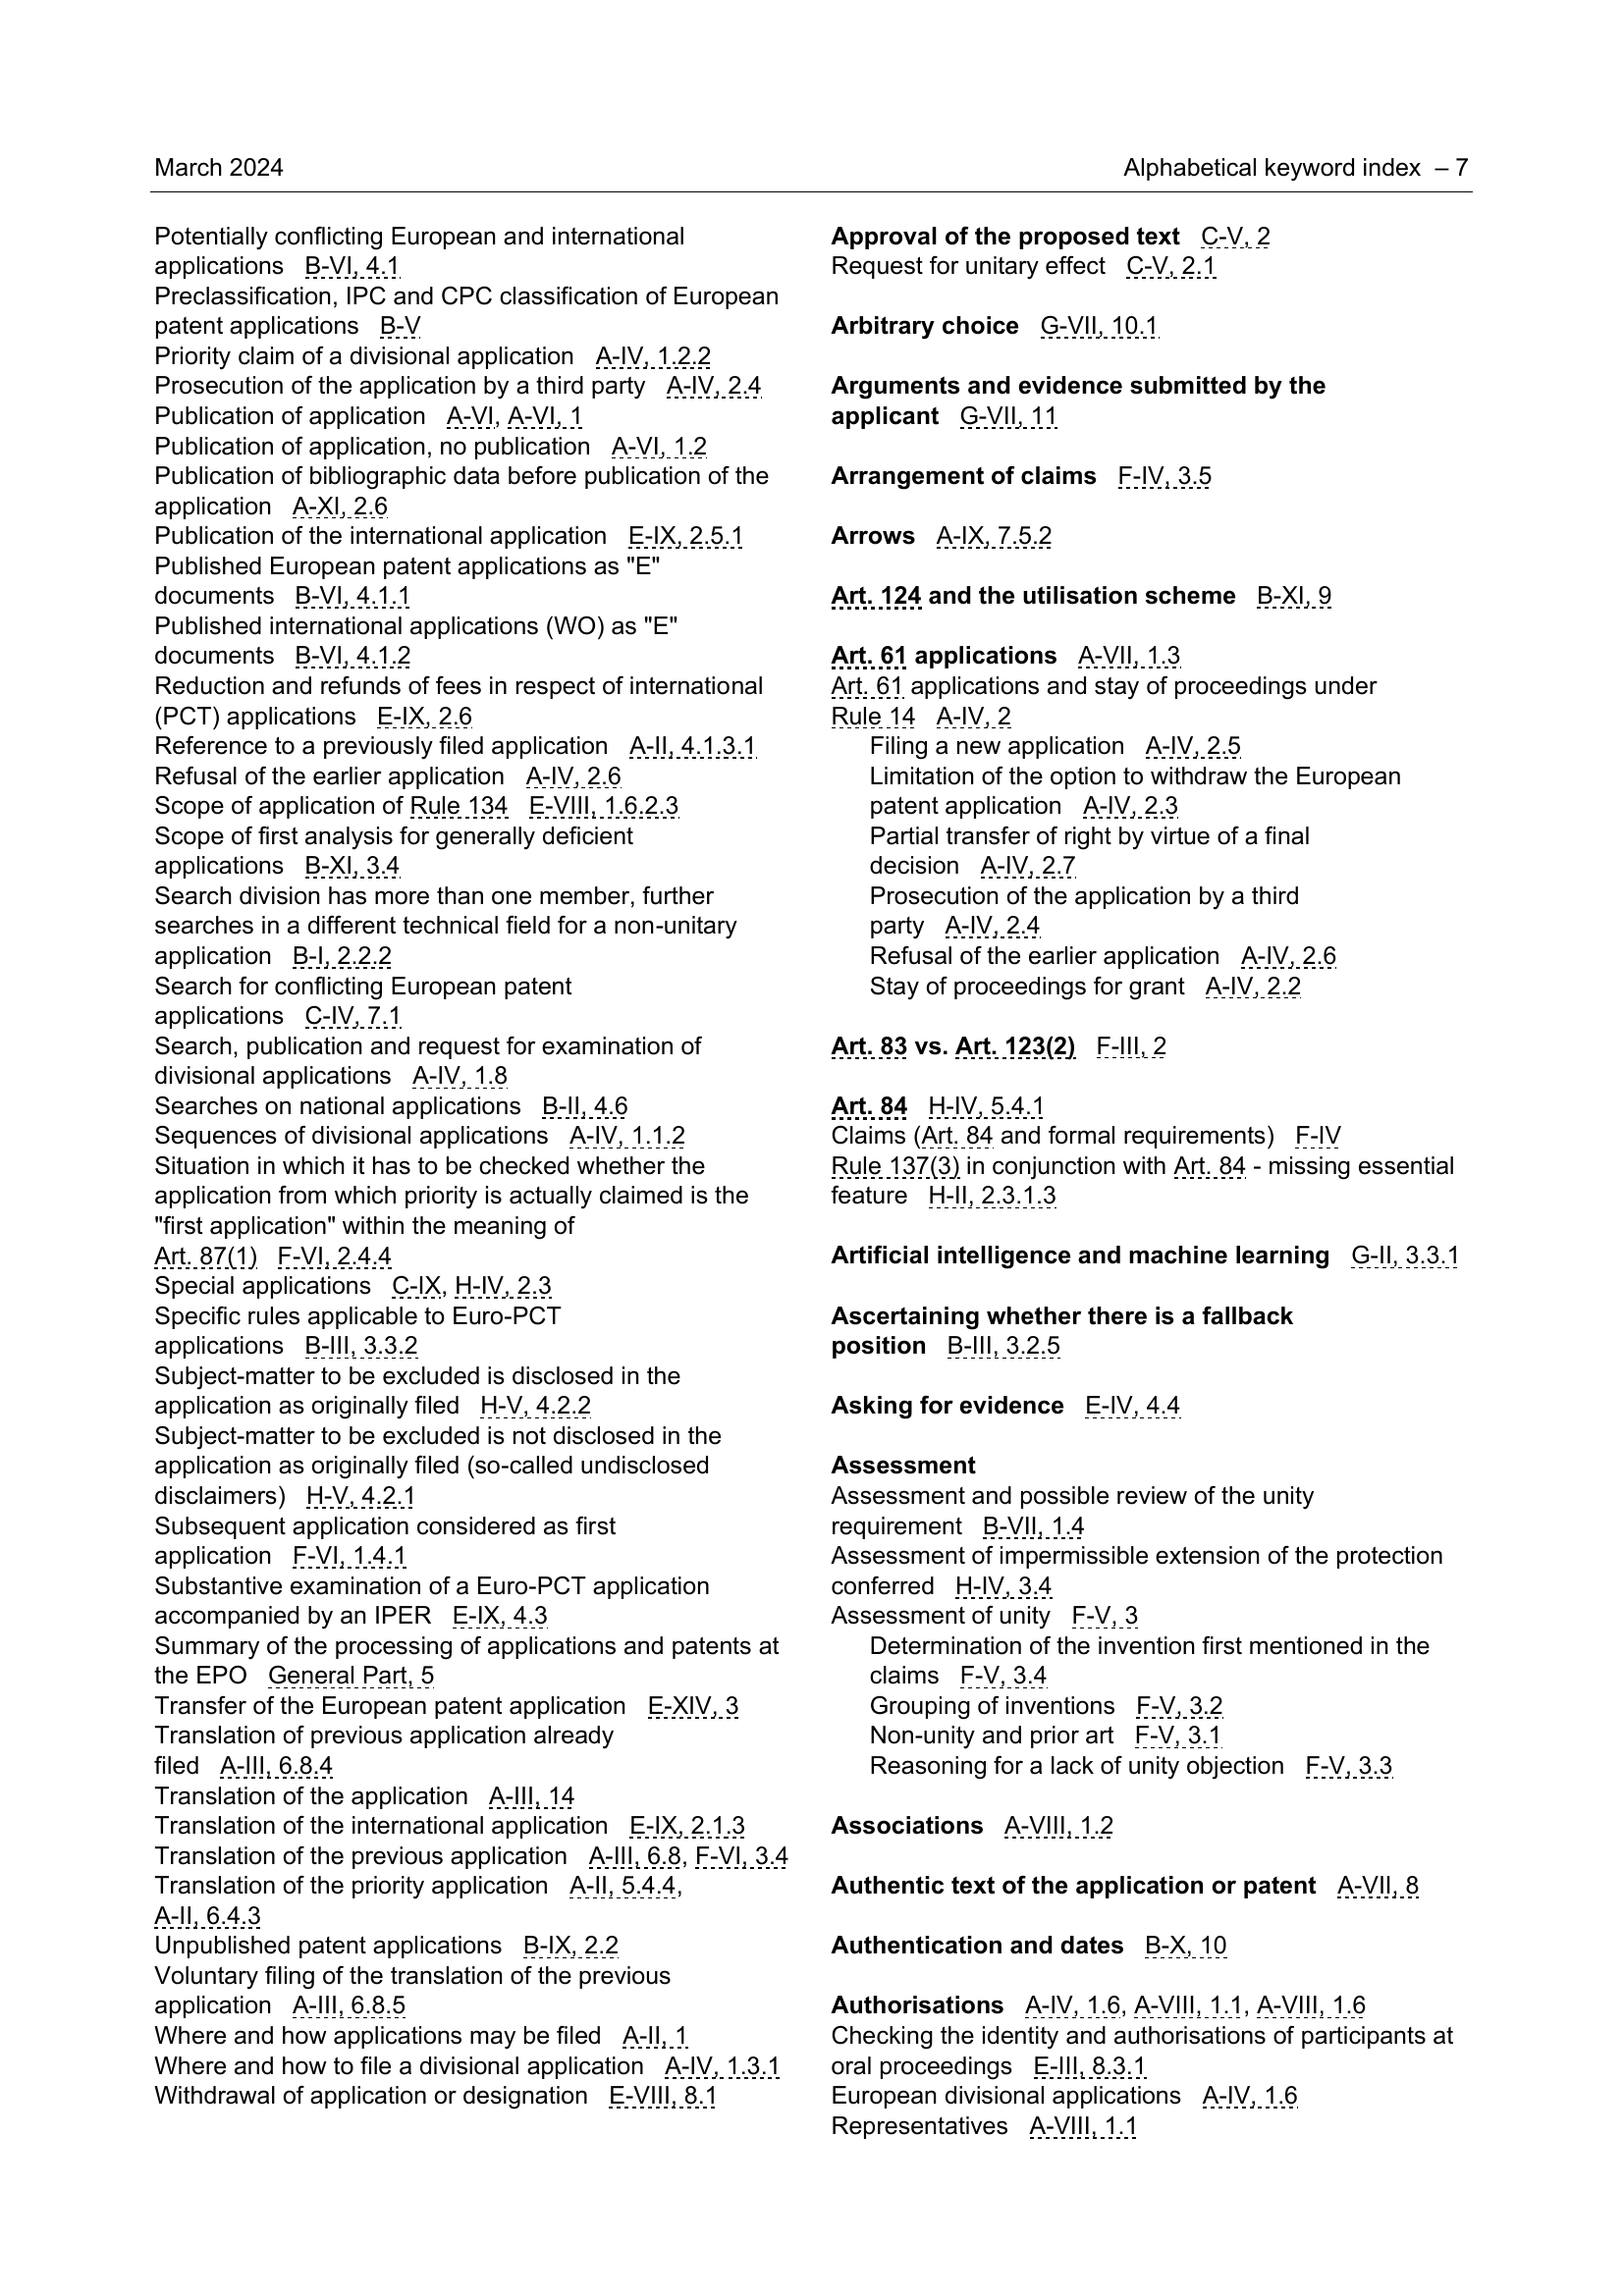 March 2024
Alphabetical keyword index – 7
Potentially conflicting European and international
applications B-VI, 4.1
Preclassification, IPC and CPC classification of European
patent applications B-V
Priority claim of a divisional application A-IV, 1.2.2
Prosecution of the application by a third party A-IV, 2.4
Publication of application A-VI, A-VI, 1
Publication of application, no publication A-VI, 1.2
Publication of bibliographic data before publication of the
application A-XI, 2.6
Publication of the international application E-IX, 2.5.1
Published European patent applications as "E"
documents B-VI, 4.1.1
Published international applications (WO) as "E"
documents B-VI, 4.1.2
Reduction and refunds of fees in respect of international
(PCT) applications E-IX, 2.6
Reference to a previously filed application A-II, 4.1.3.1
Refusal of the earlier application A-IV, 2.6
Scope of application of Rule 134 E-VIII, 1.6.2.3
Scope of first analysis for generally deficient
applications B-XI, 3.4
Search division has more than one member, further
searches in a different technical field for a non-unitary
application B-I, 2.2.2
Search for conflicting European patent
applications C-IV, 7.1
Search, publication and request for examination of
divisional applications A-IV, 1.8
Searches on national applications B-II, 4.6
Sequences of divisional applications A-IV, 1.1.2
Situation in which it has to be checked whether the
application from which priority is actually claimed is the
"first application" within the meaning of
Art. 87(1) F-VI, 2.4.4
Special applications C-IX, H-IV, 2.3
Specific rules applicable to Euro-PCT
applications B-III, 3.3.2
Subject-matter to be excluded is disclosed in the
application as originally filed H-V, 4.2.2
Subject-matter to be excluded is not disclosed in the
application as originally filed (so-called undisclosed
disclaimers) H-V, 4.2.1
Subsequent application considered as first
application F-VI, 1.4.1
Substantive examination of a Euro-PCT application
accompanied by an IPER E-IX, 4.3
Summary of the processing of applications and patents at
the EPO General Part, 5
Transfer of the European patent application E-XIV, 3
Translation of previous application already
filed A-III, 6.8.4
Translation of the application A-III, 14
Translation of the international application E-IX, 2.1.3
Translation of the previous application A-III, 6.8, F-VI, 3.4
Translation of the priority application A-II, 5.4.4,
A-II, 6.4.3
Unpublished patent applications B-IX, 2.2
Voluntary filing of the translation of the previous
application A-III, 6.8.5
Where and how applications may be filed A-II, 1
Where and how to file a divisional application A-IV, 1.3.1
Withdrawal of application or designation E-VIII, 8.1
Approval of the proposed text C-V, 2
Request for unitary effect C-V, 2.1
Arbitrary choice G-VII, 10.1
Arguments and evidence submitted by the
applicant G-VII, 11
Arrangement of claims F-IV, 3.5
Arrows A-IX, 7.5.2
Art. 124 and the utilisation scheme B-XI, 9
Art. 61 applications A-VII, 1.3
Art. 61 applications and stay of proceedings under
Rule 14 A-IV, 2
Filing a new application A-IV, 2.5
Limitation of the option to withdraw the European
patent application A-IV, 2.3
Partial transfer of right by virtue of a final
decision A-IV, 2.7
Prosecution of the application by a third
party A-IV, 2.4
Refusal of the earlier application A-IV, 2.6
Stay of proceedings for grant A-IV, 2.2
Art. 83 vs. Art. 123(2) F-III, 2
Art. 84 H-IV, 5.4.1
Claims (Art. 84 and formal requirements) F-IV
Rule 137(3) in conjunction with Art. 84 - missing essential
feature H-II, 2.3.1.3
Artificial intelligence and machine learning G-II, 3.3.1
Ascertaining whether there is a fallback
position B-III, 3.2.5
Asking for evidence E-IV, 4.4
Assessment
Assessment and possible review of the unity
requirement B-VII, 1.4
Assessment of impermissible extension of the protection
conferred H-IV, 3.4
Assessment of unity F-V, 3
Determination of the invention first mentioned in the
claims F-V, 3.4
Grouping of inventions F-V, 3.2
Non-unity and prior art F-V, 3.1
Reasoning for a lack of unity objection F-V, 3.3
Associations A-VIII, 1.2
Authentic text of the application or patent A-VII, 8
Authentication and dates B-X, 10
Authorisations A-IV, 1.6, A-VIII, 1.1, A-VIII, 1.6
Checking the identity and authorisations of participants at
oral proceedings E-III, 8.3.1
European divisional applications A-IV, 1.6
Representatives A-VIII, 1.1